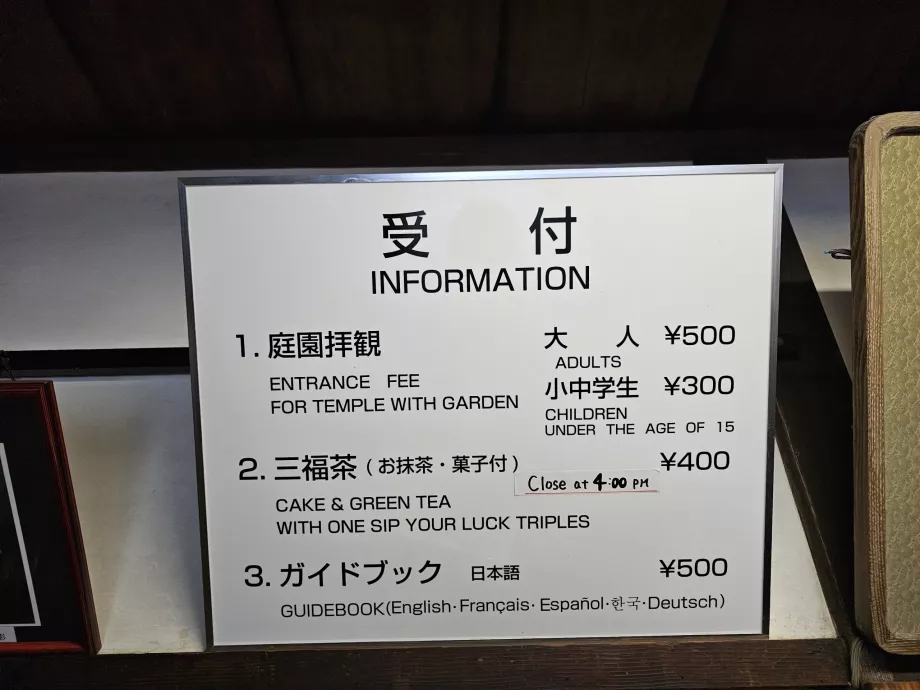 受 付
INFORMATION
1. 庭園拝観 大 人 ¥500
ADULTS
ENTRANCE FEE
FOR TEMPLE WITH GARDEN
小中学生 ¥300
CHILDREN
UNDER THE AGE OF 15
2. 三福茶 (お抹茶・菓子付) ¥400
Close at 4:00 PM
CAKE & GREEN TEA
WITH ONE SIP YOUR LUCK TRIPLES
3. ガイドブック 日本語 ¥500
GUIDEBOOK(English·Français· Español·한국·Deutsch)